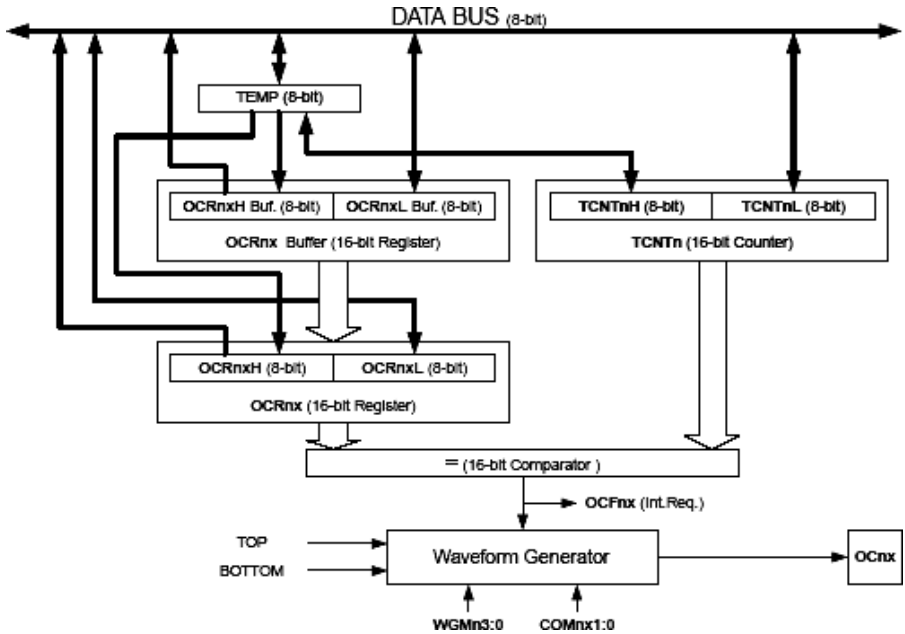 DATA BUS (8-bit)
TEMP (8-bit)
OCRnxH Buf. (8-bit)
OCRnxL Buf. (8-bit)
TCNTnH (8-bit)
TCNTnL (8-bit)
OCRnx Buffer (16-bit Register)
TCNTn (16-bit Counter)
OCRnxH (8-bit)
OCRnxL (8-bit)
OCRnx (16-bit Register)
= (16-bit Comparator )
OCFnx (Int.Req.)
TOP
Waveform Generator
OCnx
BOTTOM
WGMn3:0
COMnx1:0